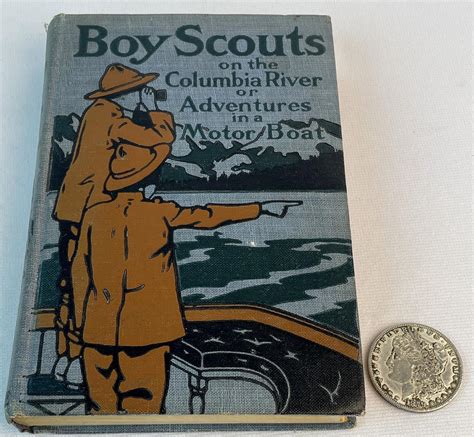 Boy Scouts
on the
Columbia River
or
Adventures
in a
Motor Boat